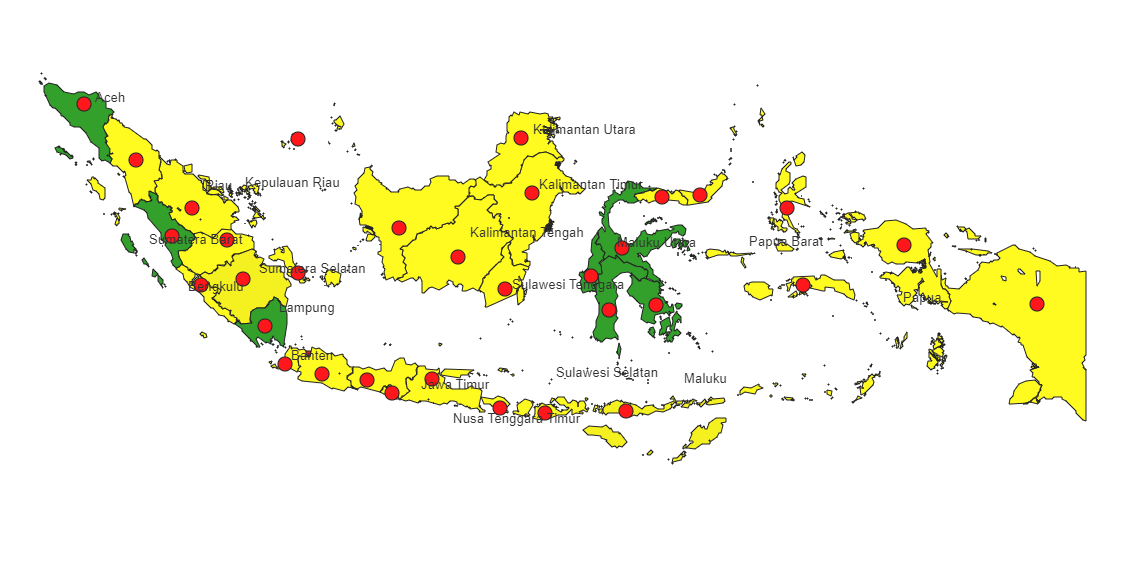 Aceh
Kalimantan Utara
Riau
Kepulauan Riau
Kalimantan Timur
Kalimantan Tengah
Sumatera Barat
Maluku Utara
Papua Barat
Sumatera Selatan
Bengkulu
Sulawesi Tenggara
Papua
Lampung
Banten
Sulawesi Selatan
Maluku
Jawa Timur
Nusa Tenggara Timur